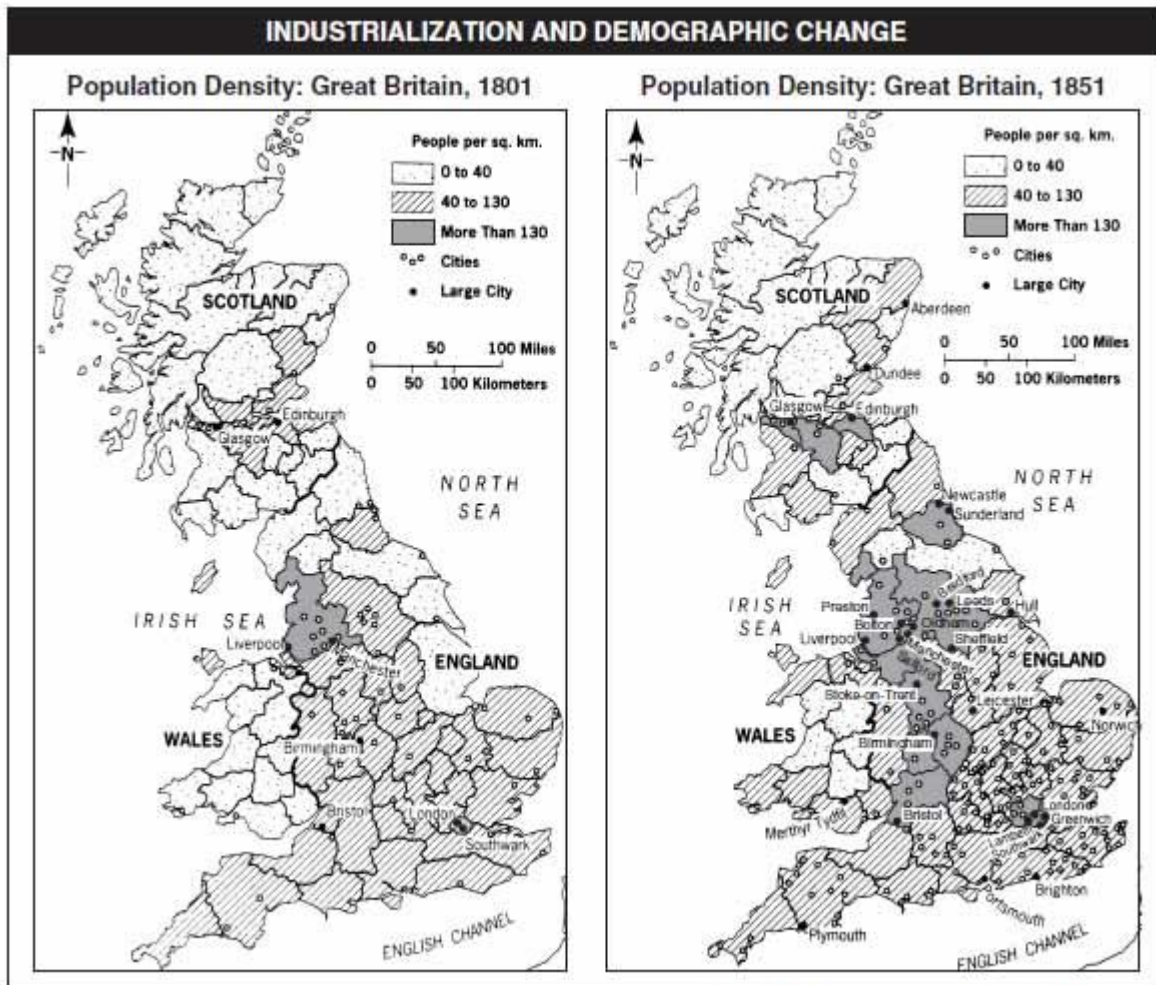 INDUSTRIALIZATION AND DEMOGRAPHIC CHANGE
Population Density: Great Britain, 1801
N
People per sq. km.
0 to 40
40 to 130
More Than 130
Cities
Large City
0 50 100 Miles
0 50 100 Kilometers
SCOTLAND
Edinburgh
Glasgow
NORTH
SEA
IRISH SEA
Liverpool
Manchester
ENGLAND
WALES
Birmingham
Bristol
London
Southwark
ENGLISH CHANNEL
Population Density: Great Britain, 1851
N
People per sq. km.
0 to 40
40 to 130
More Than 130
Cities
Large City
0 50 100 Miles
0 50 100 Kilometers
SCOTLAND
Aberdeen
Dundee
Glasgow
Edinburgh
NORTH
SEA
Newcastle
Sunderland
IRISH
SEA
Preston
Bradford
Leeds
Hull
Bolton
Oldham
Liverpool
Manchester
Sheffield
ENGLAND
Stoke-on-Trent
Leicester
Norwich
WALES
Birmingham
Merthyr Tydfil
Bristol
London
Greenwich
Lambeth
Southwark
Brighton
Portsmouth
Plymouth
ENGLISH CHANNEL